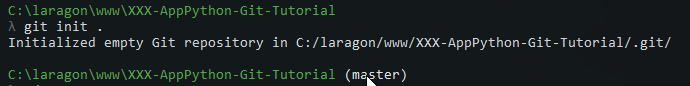 C:\laragon\www\XXX-AppPython-Git-Tutorial
λ git init .
Initialized empty Git repository in C:/laragon/www/XXX-AppPython-Git-Tutorial/.git/
C:\laragon\www\XXX-AppPython-Git-Tutorial (master)